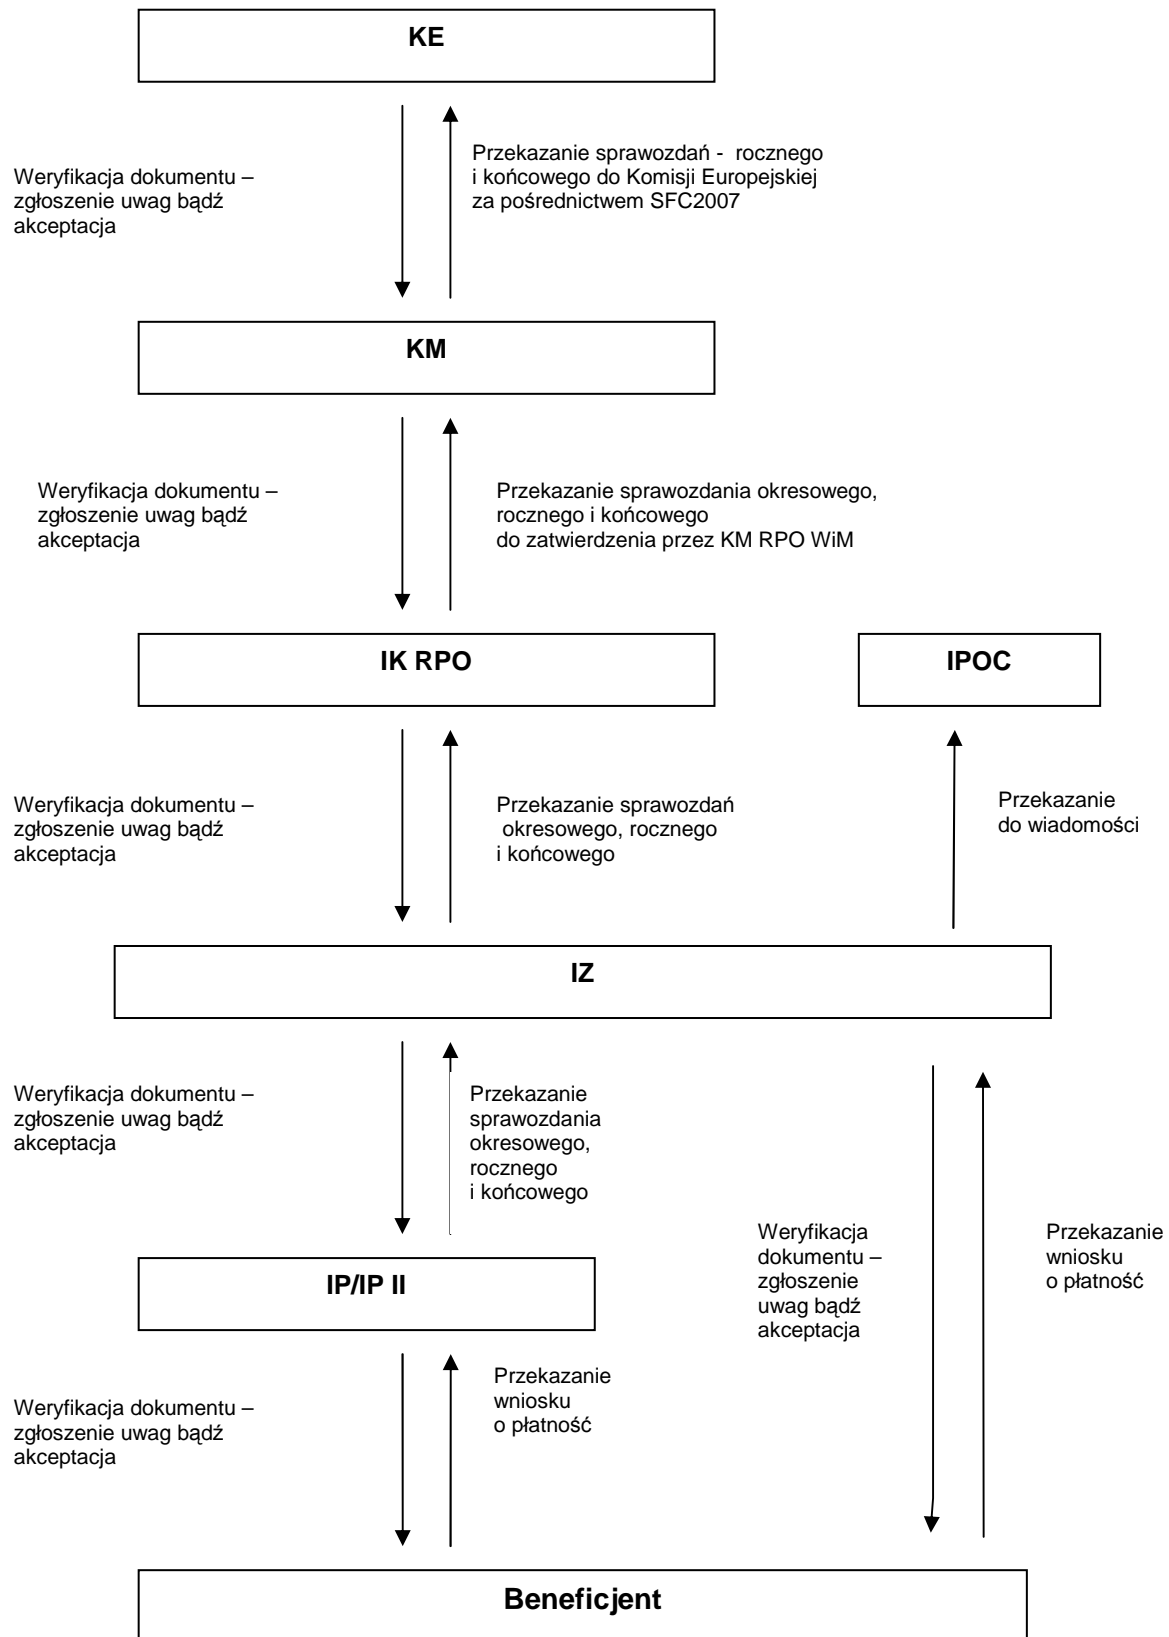 KE
Weryfikacja dokumentu –
zgłoszenie uwag bądź
akceptacja
Przekazanie sprawozdań - rocznego
i końcowego do Komisji Europejskiej
za pośrednictwem SFC2007
KM
Weryfikacja dokumentu –
zgłoszenie uwag bądź
akceptacja
Przekazanie sprawozdania okresowego,
rocznego i końcowego
do zatwierdzenia przez KM RPO WiM
IK RPO
IPOC
Weryfikacja dokumentu –
zgłoszenie uwag bądź
akceptacja
Przekazanie sprawozdań
okresowego, rocznego
i końcowego
Przekazanie
do wiadomości
IZ
Weryfikacja dokumentu –
zgłoszenie uwag bądź
akceptacja
Przekazanie
sprawozdania
okresowego,
rocznego
i końcowego
Weryfikacja
dokumentu –
zgłoszenie
uwag bądź
akceptacja
Przekazanie
wniosku
o płatność
IP/IP II
Weryfikacja dokumentu –
zgłoszenie uwag bądź
akceptacja
Przekazanie
wniosku
o płatność
Beneficjent